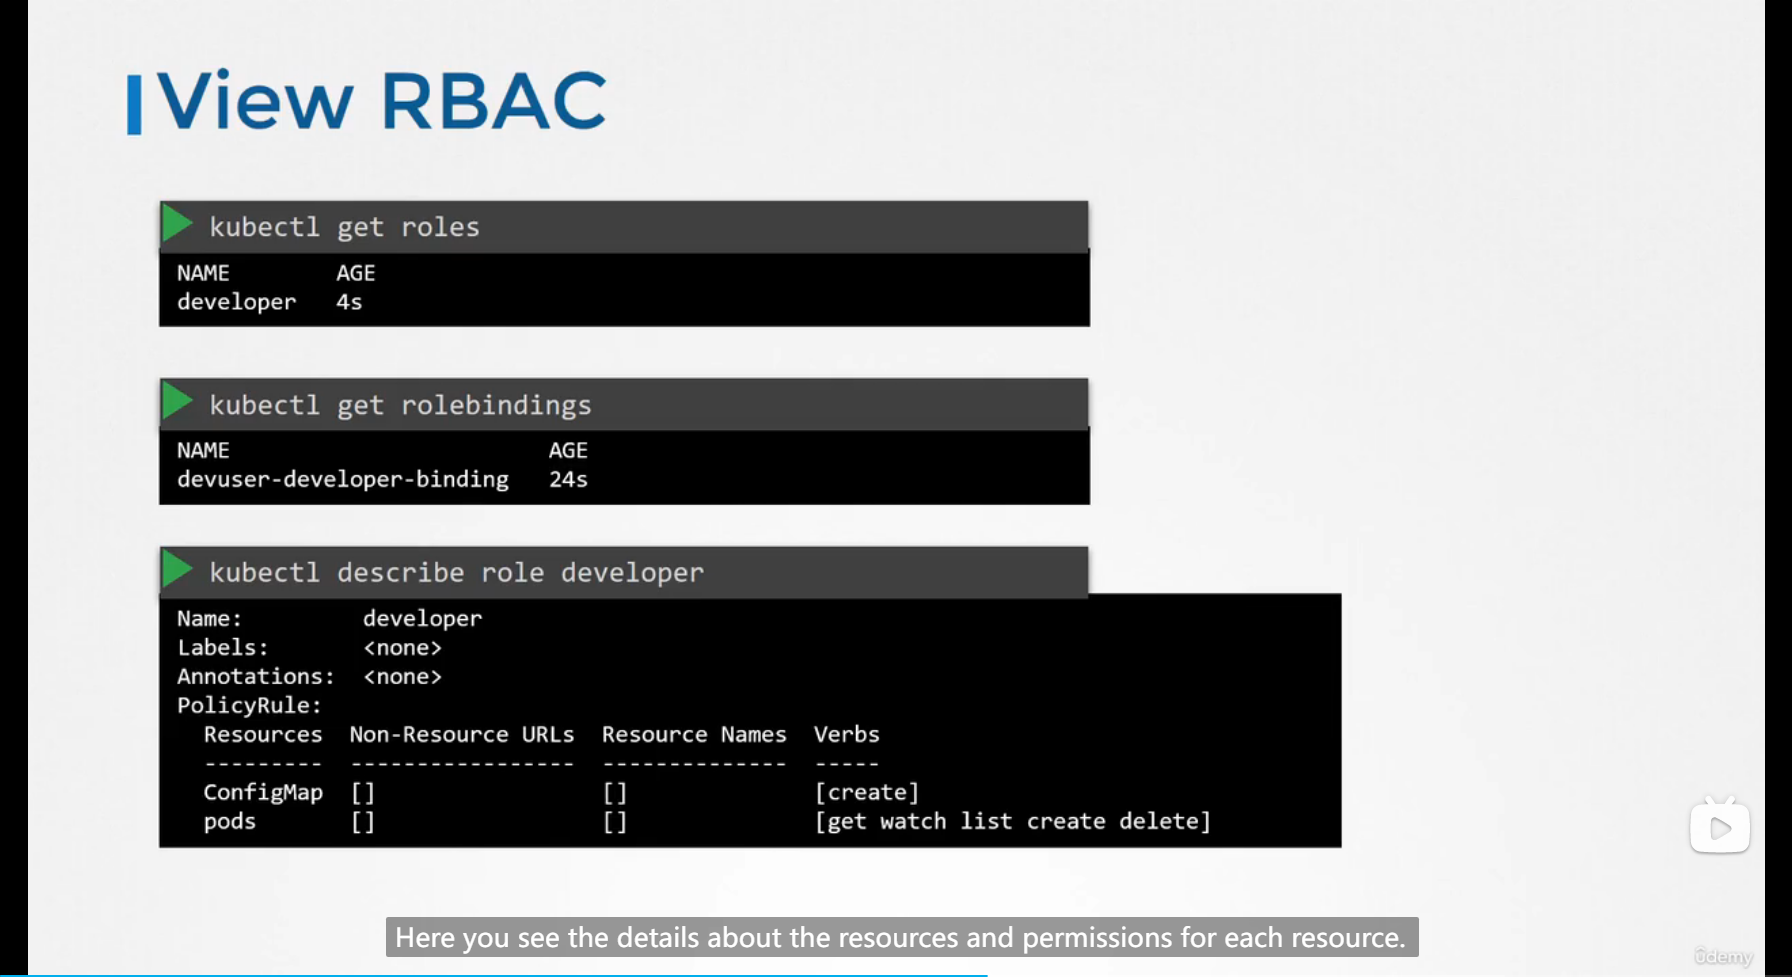 View RBAC
kubectl get roles
NAME        AGE
developer   4s
kubectl get rolebindings
NAME                        AGE
devuser-developer-binding   24s
kubectl describe role developer
Name:         developer
Labels:       <none>
Annotations:  <none>
PolicyRule:
  Resources  Non-Resource URLs  Resource Names  Verbs
  ---------  -----------------  --------------  -----
  ConfigMap  []                 []              [create]
  pods       []                 []              [get watch list create delete]
Here you see the details about the resources and permissions for each resource.
ûdemy